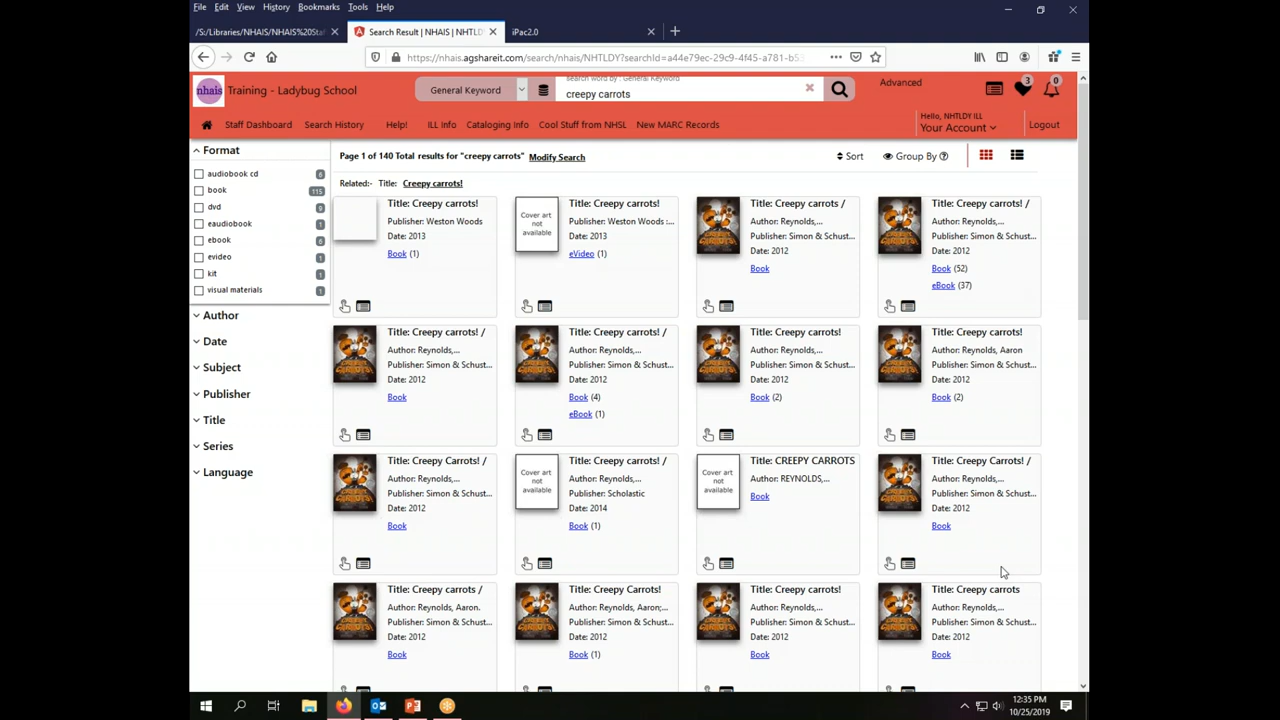 File Edit View History Bookmarks Tools Help
/S:/Libraries/NHAIS/NHAIS%20Sta
Search Result | NHAIS | NHTLD
iPac2.0
https://nhais.agshareit.com/search/nhais/NHTLDY?searchId=a44e79ec-29c9-4f45-a781-b5
nhais
Training - Ladybug School
General Keyword
search word by : General Keyword
creepy carrots
Advanced
3
0
Staff Dashboard Search History Help! ILL Info Cataloging Info Cool Stuff from NHSL New MARC Records
Hello, NHTLDY ILL
Your Account
Logout
Format
audiobook cd 6
book 115
dvd 9
eaudiobook 1
ebook 6
evideo 1
kit 1
visual materials 1
Author
Date
Subject
Publisher
Title
Series
Language
Page 1 of 140 Total results for "creepy carrots" Modify Search
Sort
Group By
Related:- Title: Creepy carrots!
Title: Creepy carrots!
Publisher: Weston Woods
Date: 2013
Book (1)
Cover art
not
available
Title: Creepy carrots!
Publisher: Weston Woods :...
Date: 2013
eVideo (1)
Title: Creepy carrots /
Author: Reynolds,...
Publisher: Simon & Schust...
Date: 2012
Book
Title: Creepy carrots! /
Author: Reynolds,...
Publisher: Simon & Schust...
Date: 2012
Book (52)
eBook (37)
Title: Creepy carrots! /
Author: Reynolds,...
Publisher: Simon & Schust...
Date: 2012
Book
Title: Creepy carrots! /
Author: Reynolds,...
Publisher: Simon & Schust...
Date: 2012
Book (4)
eBook (1)
Title: Creepy carrots!
Author: Reynolds,...
Publisher: Simon & Schust...
Date: 2012
Book (2)
Title: Creepy carrots!
Author: Reynolds, Aaron
Publisher: Simon & Schust...
Date: 2012
Book (2)
Title: Creepy Carrots! /
Author: Reynolds,...
Publisher: Simon & Schust...
Date: 2012
Book
Cover art
not
available
Title: Creepy carrots! /
Author: Reynolds,...
Publisher: Scholastic
Date: 2014
Book (1)
Cover art
not
available
Title: CREEPY CARROTS
Author: REYNOLDS,...
Book
Title: Creepy Carrots! /
Author: Reynolds,...
Publisher: Simon & Schust...
Date: 2012
Book
Title: Creepy carrots /
Author: Reynolds, Aaron.
Publisher: Simon & Schust...
Date: 2012
Book
Title: Creepy Carrots!
Author: Reynolds, Aaron;...
Publisher: Simon & Schust...
Date: 2012
Book (1)
Title: Creepy carrots!
Author: Reynolds,...
Publisher: Simon & Schust...
Date: 2012
Book
Title: Creepy carrots
Author: Reynolds,...
Publisher: Simon & Schust...
Date: 2012
Book
12:35 PM
10/25/2019